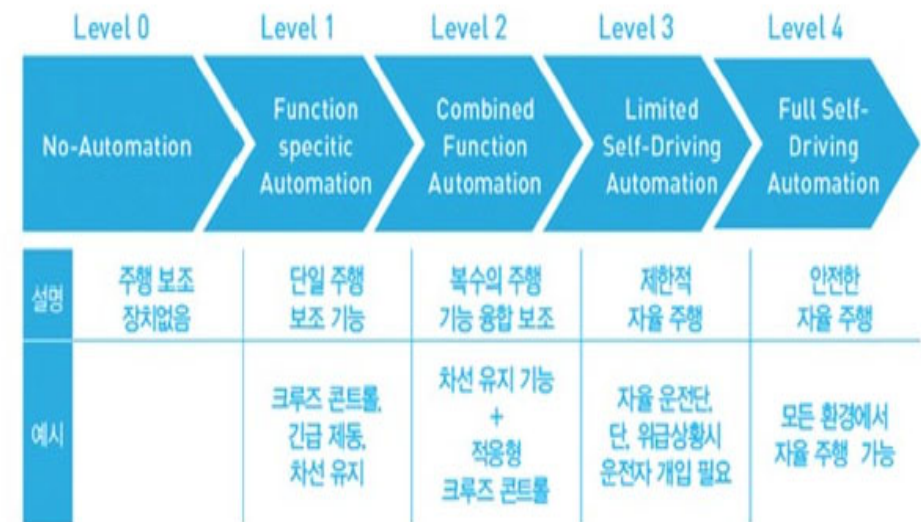 Level 0
Level 1
Level 2
Level 3
Level 4
No-Automation
Function
specitic
Automation
Combined
Function
Automation
Limited
Self-Driving
Automation
Full Self-
Driving
Automation
설명
주행 보조
장치없음
단일 주행
보조 기능
복수의 주행
기능 융합 보조
제한적
자율 주행
안전한
자율 주행
예시
크루즈 콘트롤,
긴급 제동,
차선 유지
차선 유지 기능
+
적응형
크루즈 콘트롤
자율 운전단,
단, 위급상황시
운전자 개입 필요
모든 환경에서
자율 주행 가능